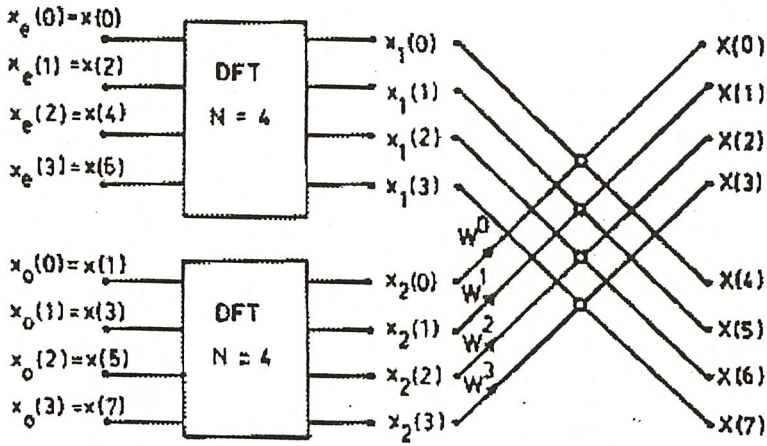 xₑ(0)=x(0)
xₑ(1)=x(2)
xₑ(2)=x(4)
xₑ(3)=x(6)
DFT
N = 4
x₁(0)
x₁(1)
x₁(2)
x₁(3)
X(0)
X(1)
X(2)
X(3)
xₒ(0)=x(1)
xₒ(1)=x(3)
xₒ(2)=x(5)
xₒ(3)=x(7)
DFT
N = 4
x₂(0)
x₂(1)
x₂(2)
x₂(3)
W⁰
W¹
W²
W³
X(4)
X(5)
X(6)
X(7)